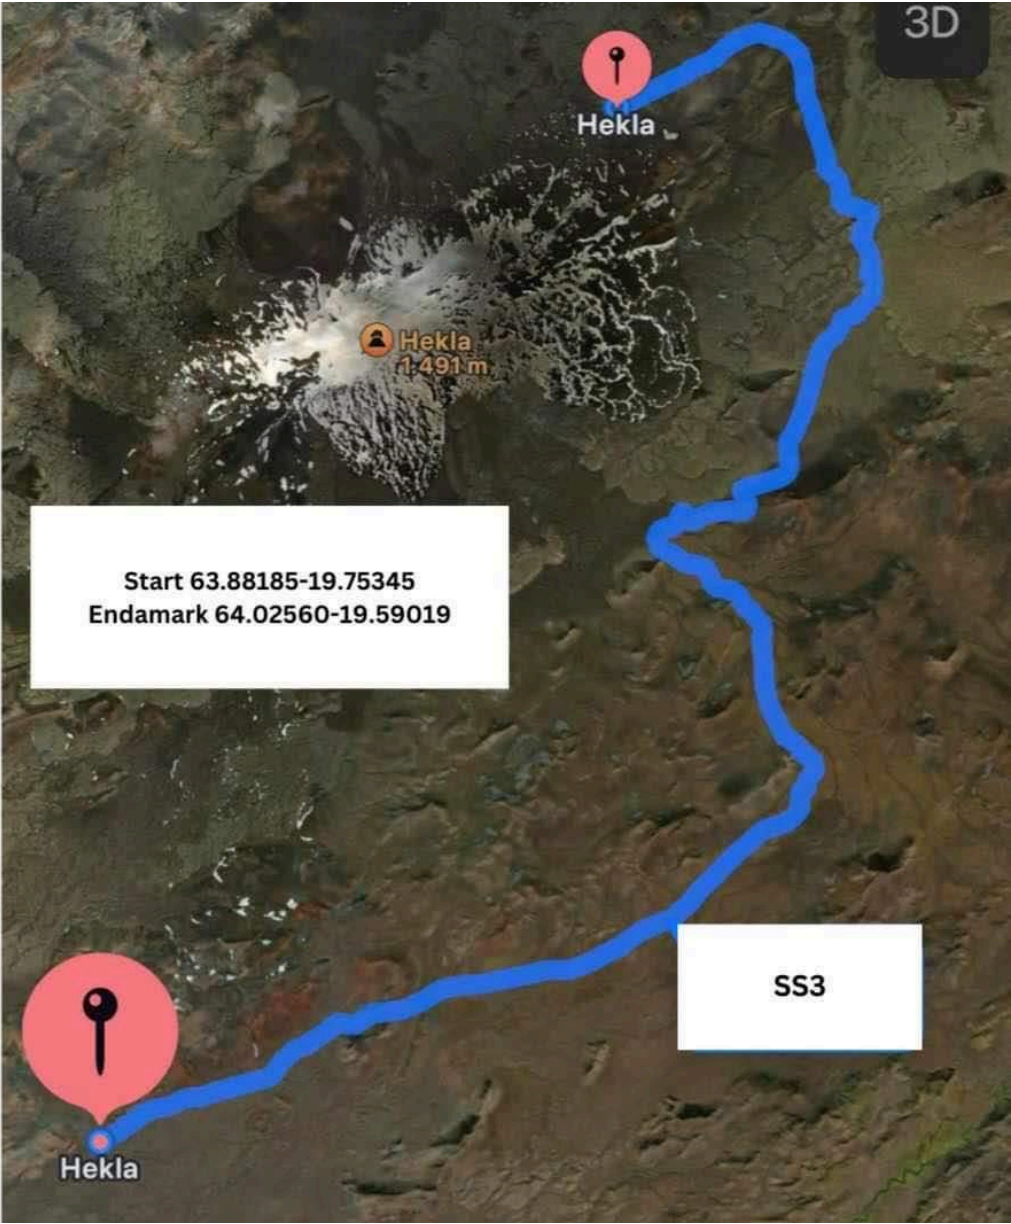 3D
Hekla
Hekla
1.491 m
Start 63.88185-19.75345
Endamark 64.02560-19.59019
SS3
Hekla